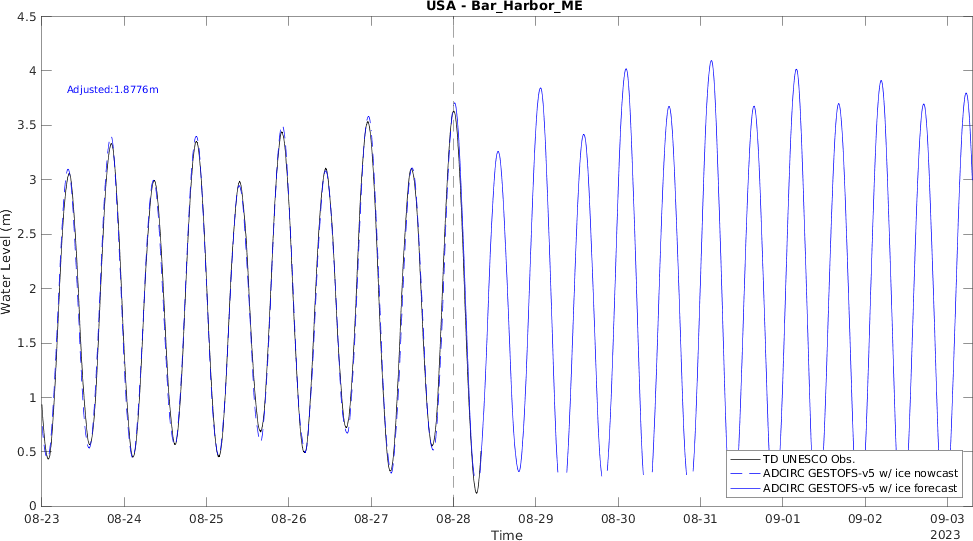 USA - Bar_Harbor_ME
4.5
4
3.5
3
2.5
2
1.5
1
0.5
0
Water Level (m)
Adjusted:1.8776m
TD UNESCO Obs.
ADCIRC GESTOFS-v5 w/ ice nowcast
ADCIRC GESTOFS-v5 w/ ice forecast
08-23 08-24 08-25 08-26 08-27 08-28 08-29 08-30 08-31 09-01 09-02 09-03
2023
Time